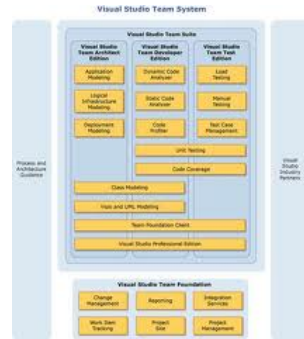 Visual Studio Team System
Visual Studio Team Suite
Visual Studio
Team Architect
Edition
Visual Studio
Team Developer
Edition
Visual Studio
Team Test
Edition
Application
Modeling
Dynamic Code
Analyzer
Load
Testing
Logical
Infrastructure
Modeling
Static Code
Analyzer
Manual
Testing
Deployment
Modeling
Code
Profiler
Test Case
Management
Unit Testing
Code Coverage
Class Modeling
Visio and UML Modeling
Team Foundation Client
Visual Studio Professional Edition
Process and
Architecture
Guidance
Visual
Studio
Industry
Partners
Visual Studio Team Foundation
Change
Management
Reporting
Integration
Services
Work Item
Tracking
Project
Site
Project
Management